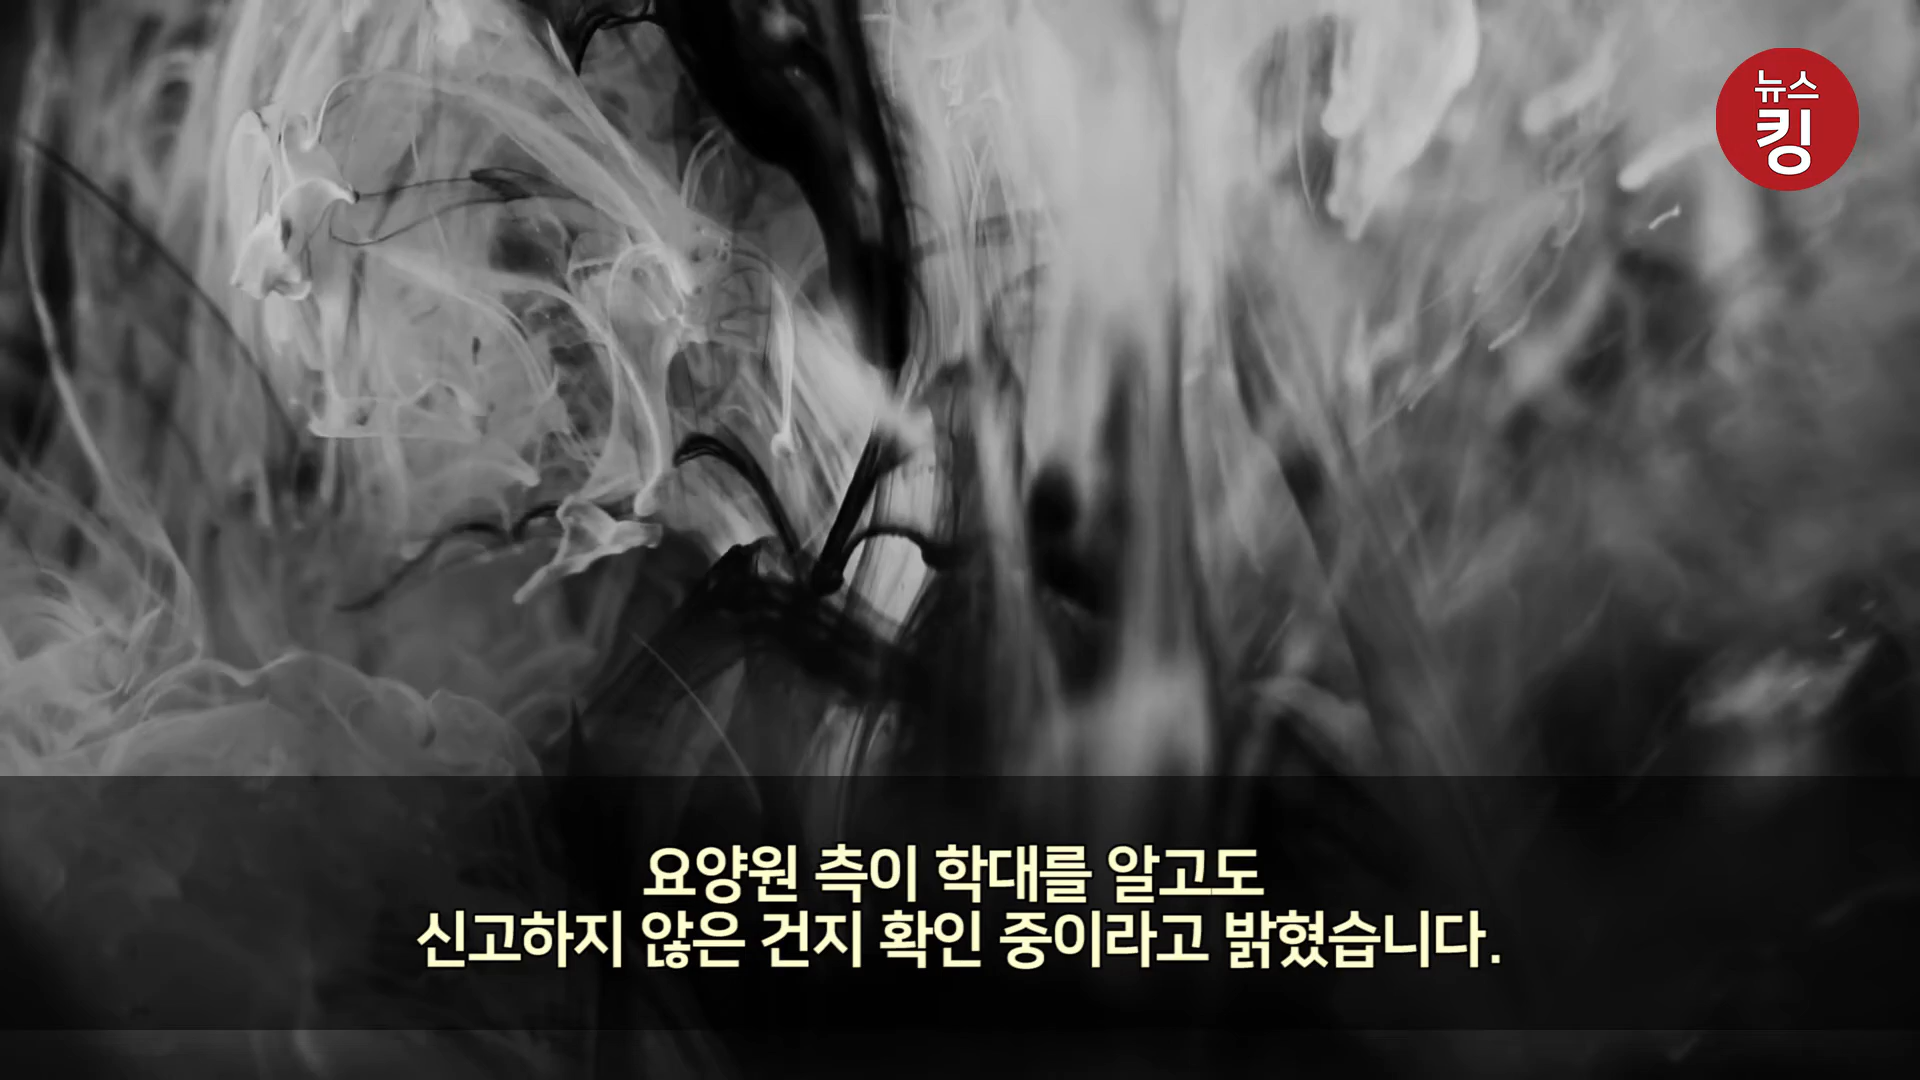 뉴스
킹
요양원 측이 학대를 알고도
신고하지 않은 건지 확인 중이라고 밝혔습니다.